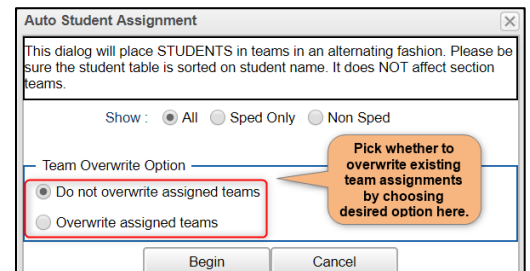 Auto Student Assignment
This dialog will place STUDENTS in teams in an alternating fashion. Please be
sure the student table is sorted on student name. It does NOT affect section
teams.
Show : All Sped Only Non Sped
Team Overwrite Option
Do not overwrite assigned teams
Overwrite assigned teams
Pick whether to
overwrite existing
team assignments
by choosing
desired option here.
Begin Cancel